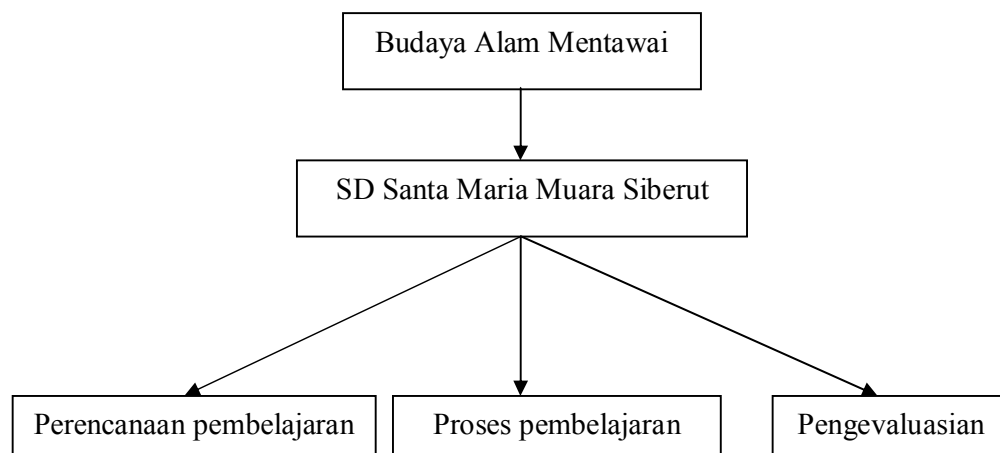 Budaya Alam Mentawai
SD Santa Maria Muara Siberut
Perencanaan pembelajaran
Proses pembelajaran
Pengevaluasian